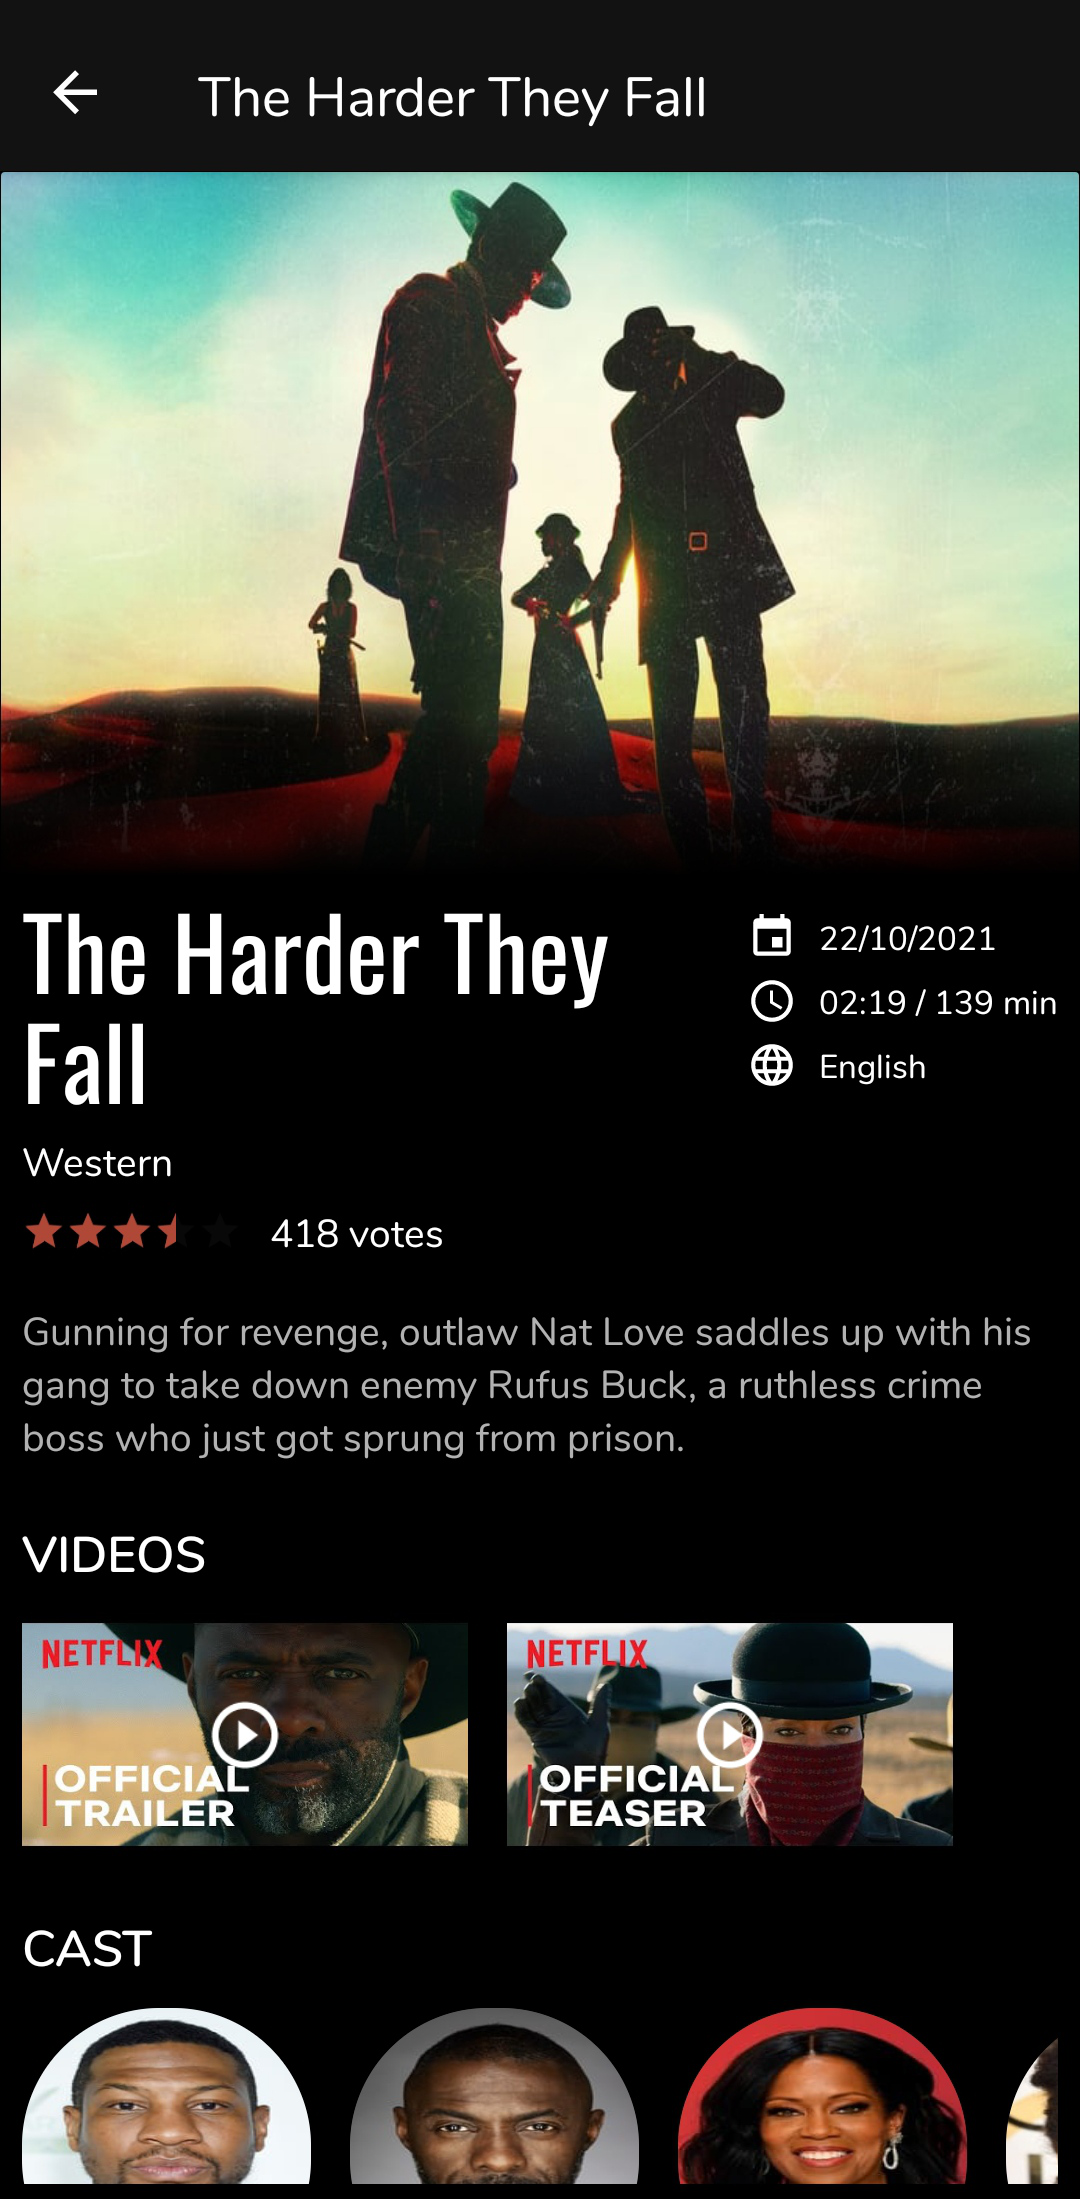 The Harder They Fall
The Harder They
Fall
22/10/2021
02:19 / 139 min
English
Western
418 votes
Gunning for revenge, outlaw Nat Love saddles up with his
gang to take down enemy Rufus Buck, a ruthless crime
boss who just got sprung from prison.
VIDEOS
NETFLIX
OFFICIAL
TRAILER
NETFLIX
OFFICIAL
TEASER
CAST